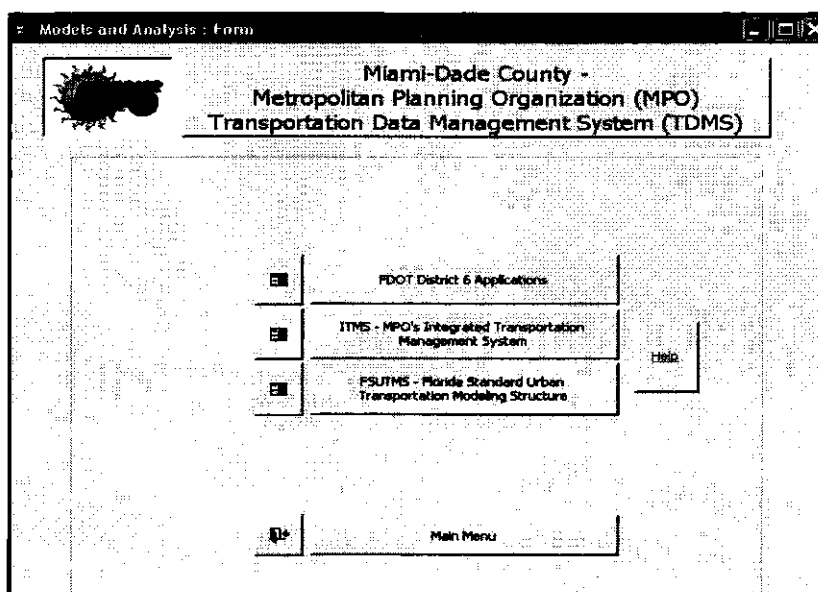 Models and Analysis : Form
Miami-Dade County -
Metropolitan Planning Organization (MPO)
Transportation Data Management System (TDMS)
FDOT District 6 Applications
ITMS - MPO's Integrated Transportation
Management System
Help
FSUTMS - Florida Standard Urban
Transportation Modeling Structure
Main Menu